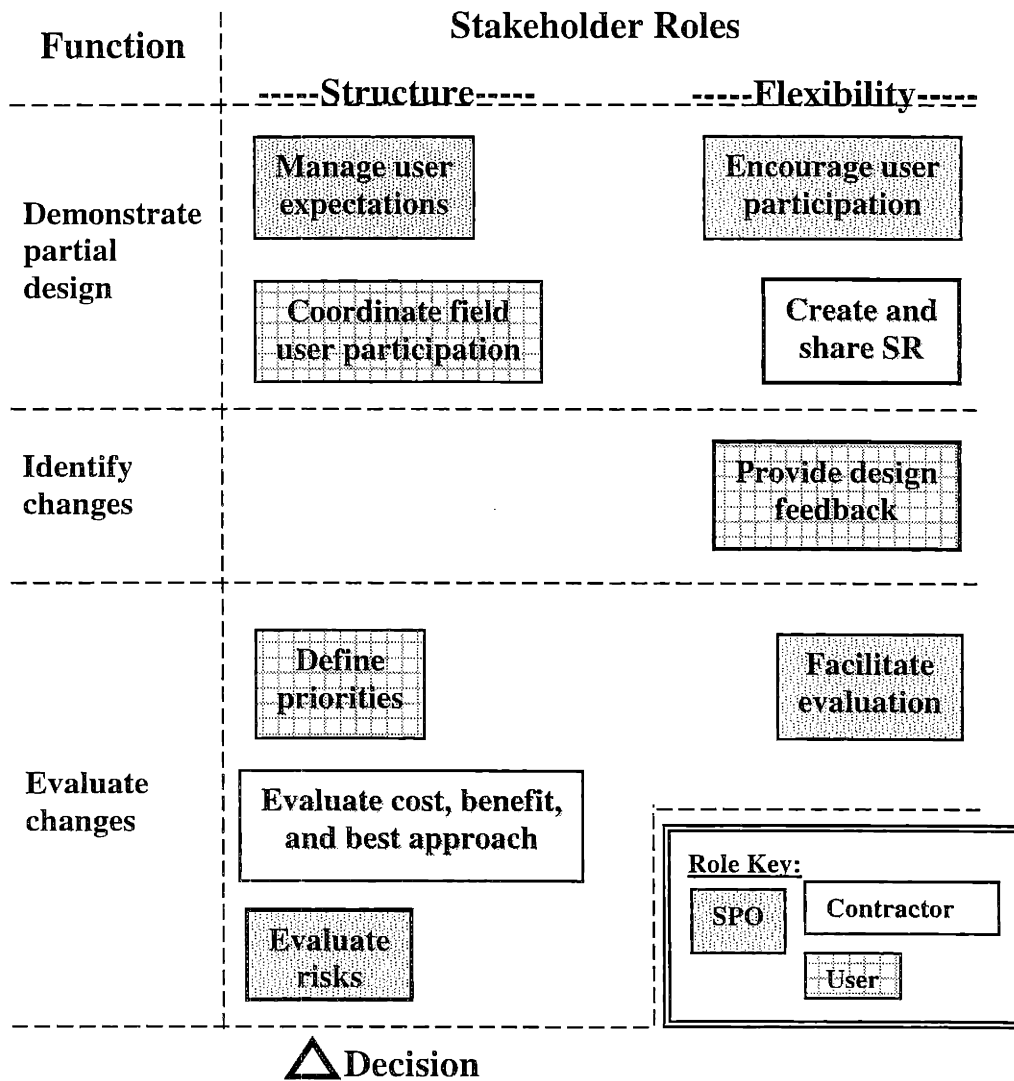 Function
Stakeholder Roles
-----Structure-----
-----Flexibility-----
Demonstrate
partial
design
Manage user
expectations
Encourage user
participation
Coordinate field
user participation
Create and
share SR
Identify
changes
Provide design
feedback
Evaluate
changes
Define
priorities
Facilitate
evaluation
Evaluate cost, benefit,
and best approach
Evaluate
risks
Role Key:
SPO
Contractor
User
Decision